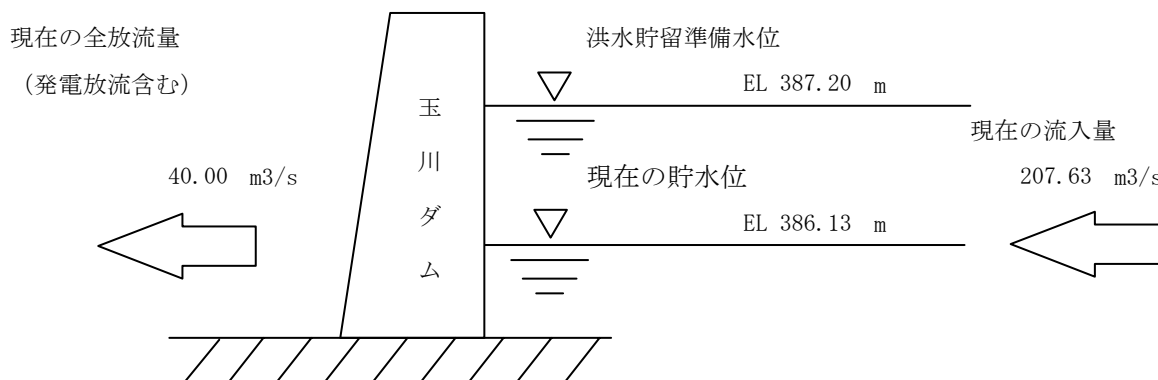 現在の全放流量
（発電放流含む）
40.00 m3/s
玉川ダム
洪水貯留準備水位
EL 387.20 m
現在の貯水位
EL 386.13 m
現在の流入量
207.63 m3/s